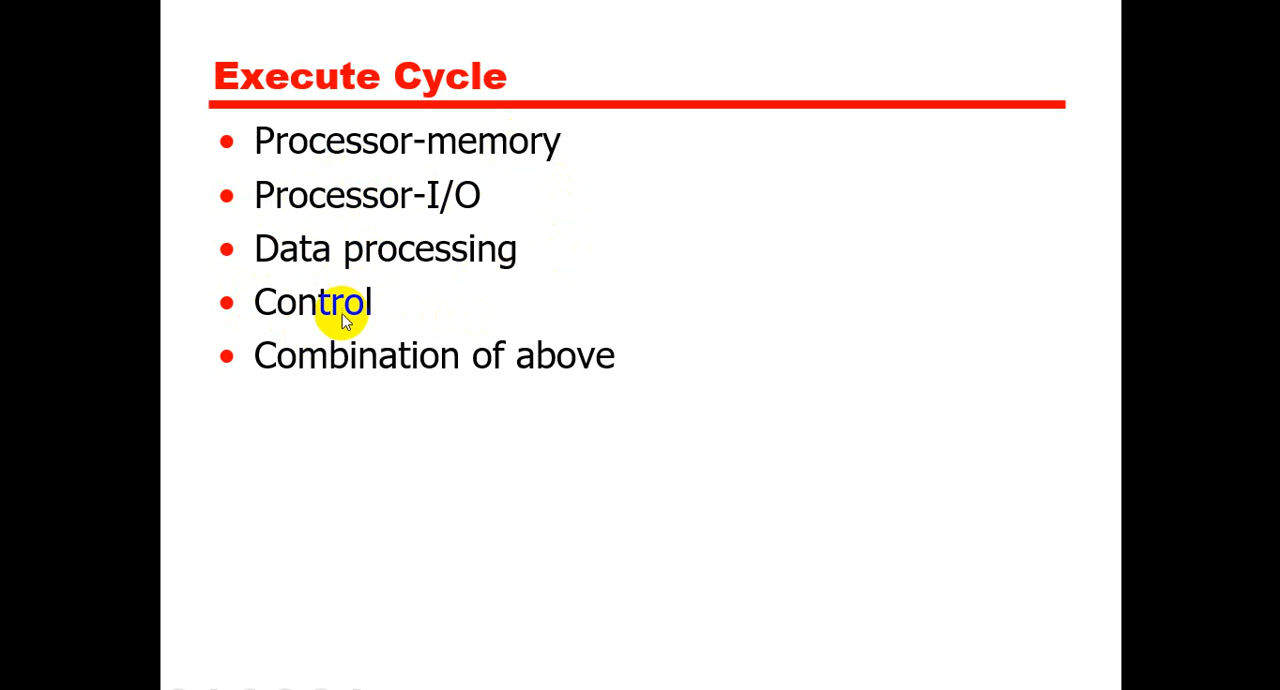 Execute Cycle
Processor-memory
Processor-I/O
Data processing
Control
Combination of above